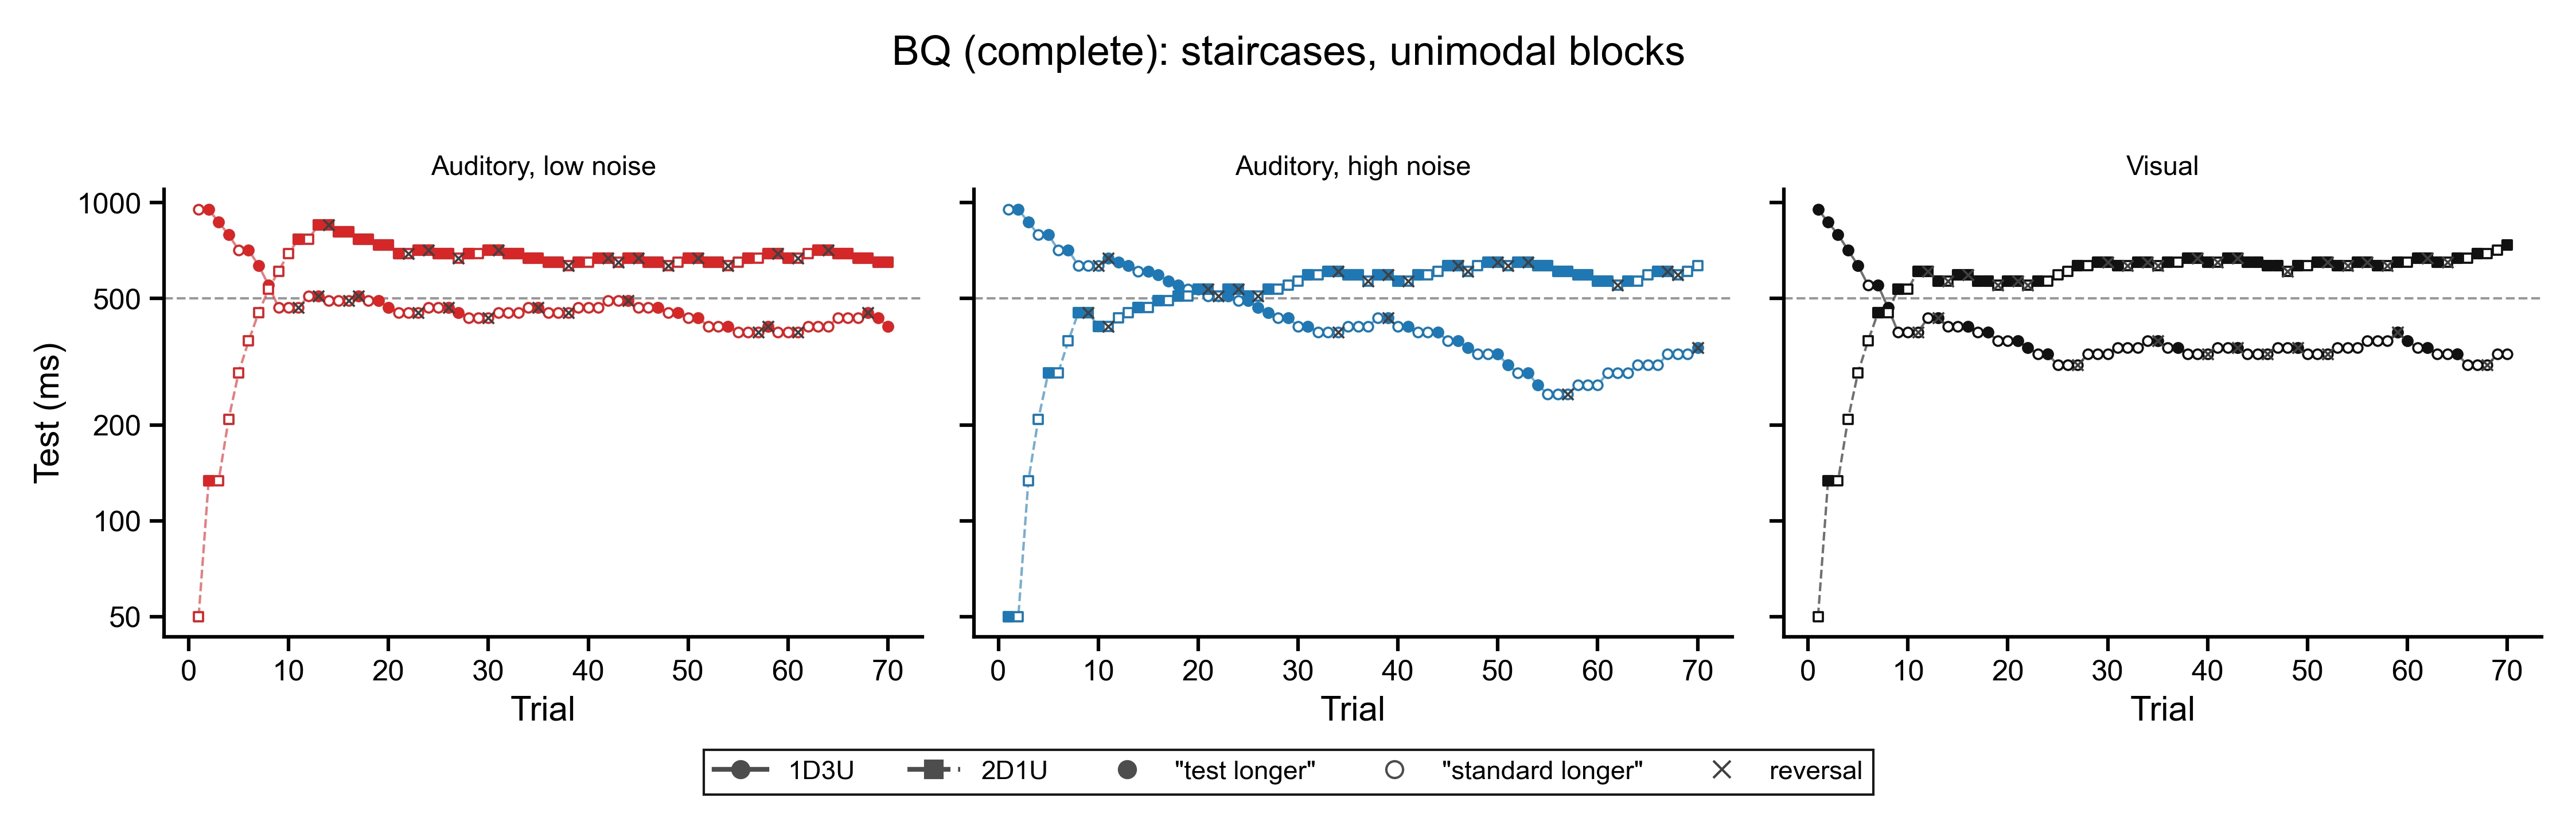 BQ (complete): staircases, unimodal blocks
Auditory, low noise
Auditory, high noise
Visual
Test (ms)
1000
500
200
100
50
0 10 20 30 40 50 60 70
0 10 20 30 40 50 60 70
0 10 20 30 40 50 60 70
Trial
Trial
Trial
1D3U 2D1U "test longer" "standard longer" reversal